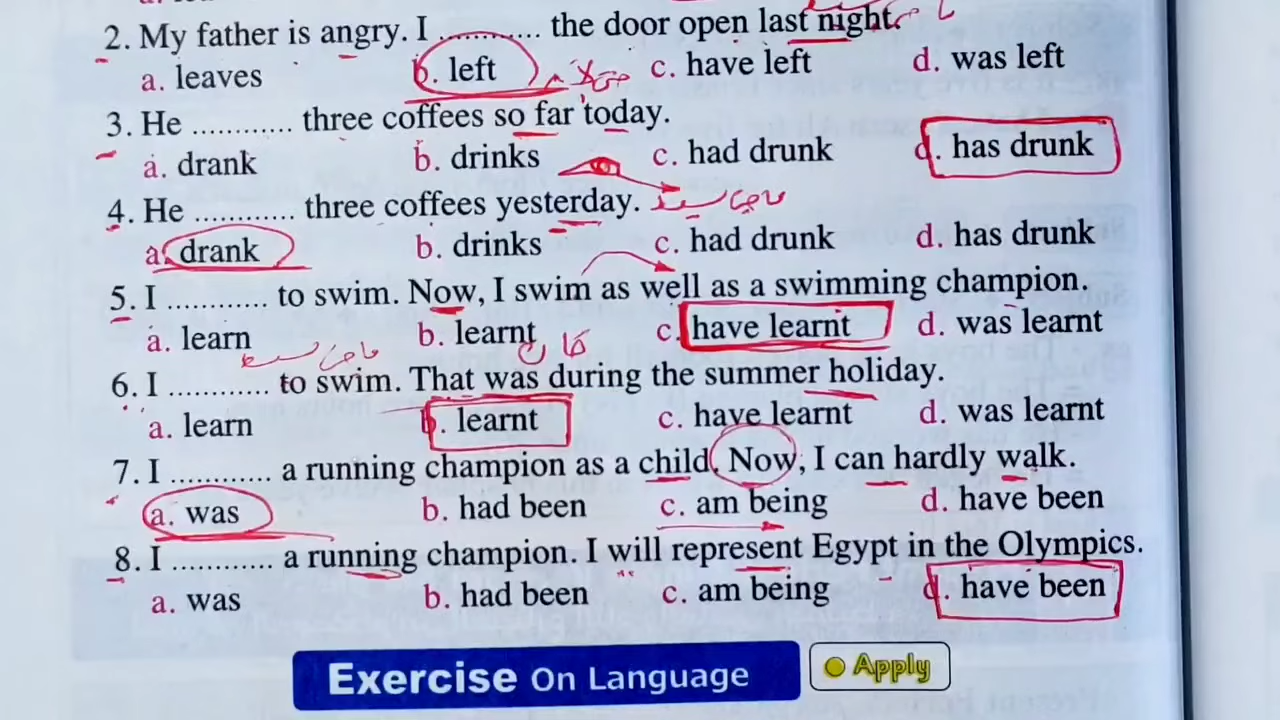 2. My father is angry. I ............ the door open last night.
a. leaves b. left c. have left d. was left
3. He ............ three coffees so far today.
a. drank b. drinks c. had drunk d. has drunk
4. He ............ three coffees yesterday.
a. drank b. drinks c. had drunk d. has drunk
5. I ............ to swim. Now, I swim as well as a swimming champion.
a. learn b. learnt c. have learnt d. was learnt
6. I ............ to swim. That was during the summer holiday.
a. learn b. learnt c. have learnt d. was learnt
7. I ............ a running champion as a child. Now, I can hardly walk.
a. was b. had been c. am being d. have been
8. I ............ a running champion. I will represent Egypt in the Olympics.
a. was b. had been c. am being d. have been
Exercise On Language Apply